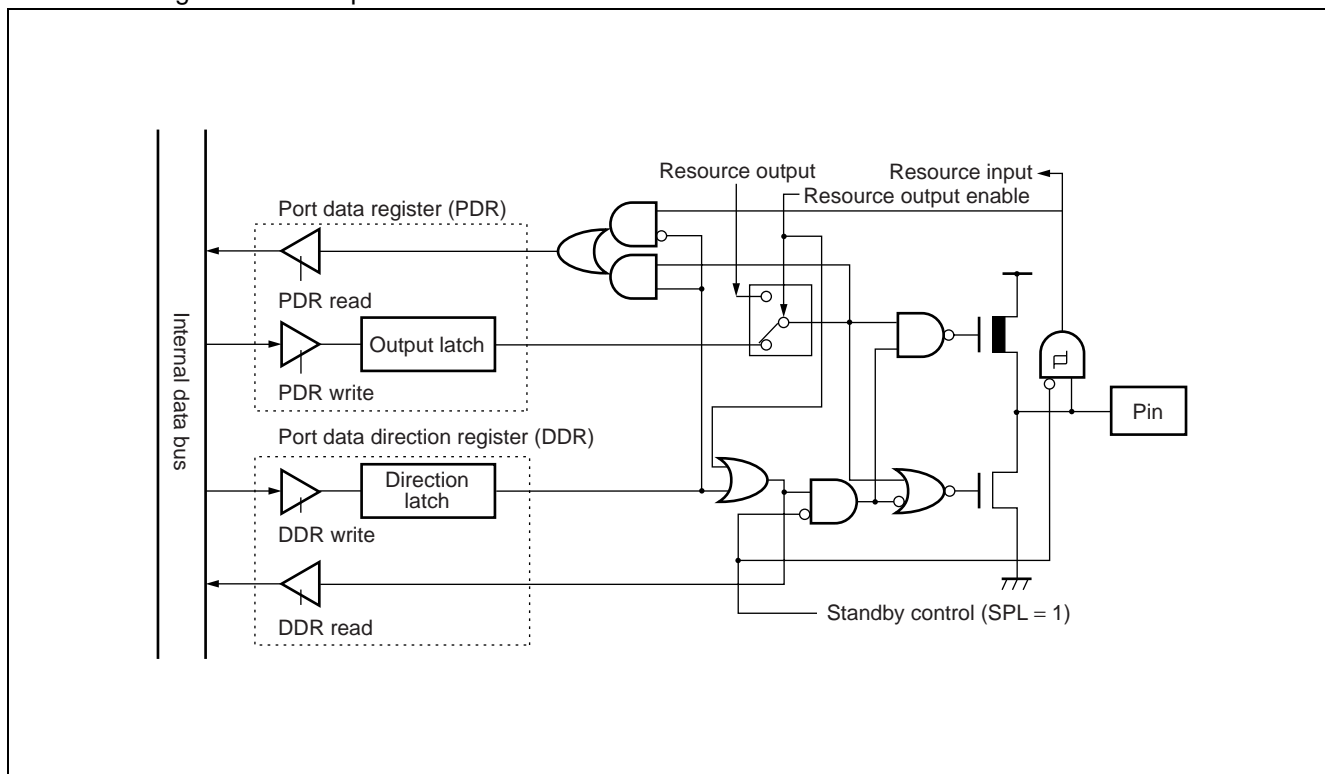 Resource output
Resource input
Resource output enable
Port data register (PDR)
PDR read
Output latch
PDR write
Internal data bus
Pin
Port data direction register (DDR)
Direction
latch
DDR write
DDR read
Standby control (SPL = 1)